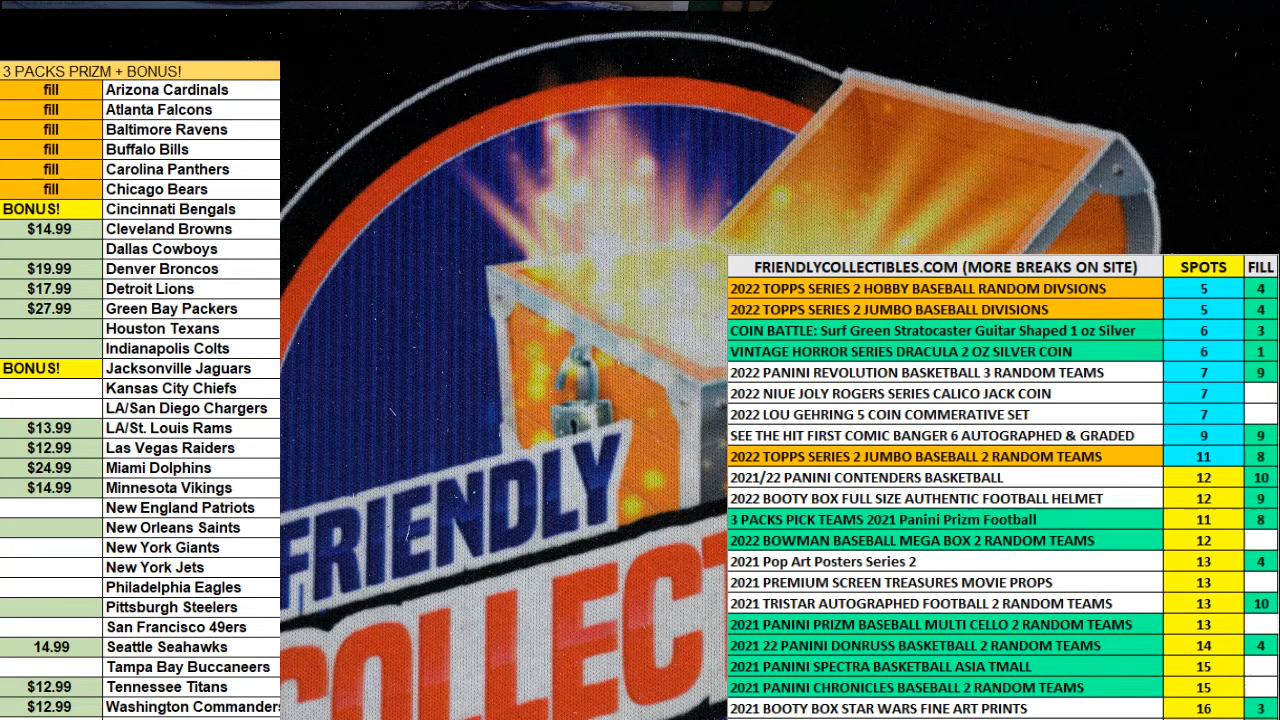 3 PACKS PRIZM + BONUS!
fill Arizona Cardinals
fill Atlanta Falcons
fill Baltimore Ravens
fill Buffalo Bills
fill Carolina Panthers
fill Chicago Bears
BONUS! Cincinnati Bengals
$14.99 Cleveland Browns
Dallas Cowboys
$19.99 Denver Broncos
$17.99 Detroit Lions
$27.99 Green Bay Packers
Houston Texans
Indianapolis Colts
BONUS! Jacksonville Jaguars
Kansas City Chiefs
LA/San Diego Chargers
$13.99 LA/St. Louis Rams
$12.99 Las Vegas Raiders
$24.99 Miami Dolphins
$14.99 Minnesota Vikings
New England Patriots
New Orleans Saints
New York Giants
New York Jets
Philadelphia Eagles
Pittsburgh Steelers
San Francisco 49ers
14.99 Seattle Seahawks
Tampa Bay Buccaneers
$12.99 Tennessee Titans
$12.99 Washington Commanders
FRIENDLY
COLLEC
FRIENDLYCOLLECTIBLES.COM (MORE BREAKS ON SITE) SPOTS FILL
2022 TOPPS SERIES 2 HOBBY BASEBALL RANDOM DIVSIONS 5 4
2022 TOPPS SERIES 2 JUMBO BASEBALL DIVISIONS 5 4
COIN BATTLE: Surf Green Stratocaster Guitar Shaped 1 oz Silver 6 3
VINTAGE HORROR SERIES DRACULA 2 OZ SILVER COIN 6 1
2022 PANINI REVOLUTION BASKETBALL 3 RANDOM TEAMS 7 9
2022 NIUE JOLY ROGERS SERIES CALICO JACK COIN 7
2022 LOU GEHRING 5 COIN COMMERATIVE SET 7
SEE THE HIT FIRST COMIC BANGER 6 AUTOGRAPHED & GRADED 9 9
2022 TOPPS SERIES 2 JUMBO BASEBALL 2 RANDOM TEAMS 11 8
2021/22 PANINI CONTENDERS BASKETBALL 12 10
2022 BOOTY BOX FULL SIZE AUTHENTIC FOOTBALL HELMET 12 9
3 PACKS PICK TEAMS 2021 Panini Prizm Football 11 8
2022 BOWMAN BASEBALL MEGA BOX 2 RANDOM TEAMS 12
2021 Pop Art Posters Series 2 13 4
2021 PREMIUM SCREEN TREASURES MOVIE PROPS 13
2021 TRISTAR AUTOGRAPHED FOOTBALL 2 RANDOM TEAMS 13 10
2021 PANINI PRIZM BASEBALL MULTI CELLO 2 RANDOM TEAMS 13
2021 22 PANINI DONRUSS BASKETBALL 2 RANDOM TEAMS 14 4
2021 PANINI SPECTRA BASKETBALL ASIA TMALL 15
2021 PANINI CHRONICLES BASEBALL 2 RANDOM TEAMS 15
2021 BOOTY BOX STAR WARS FINE ART PRINTS 16 3